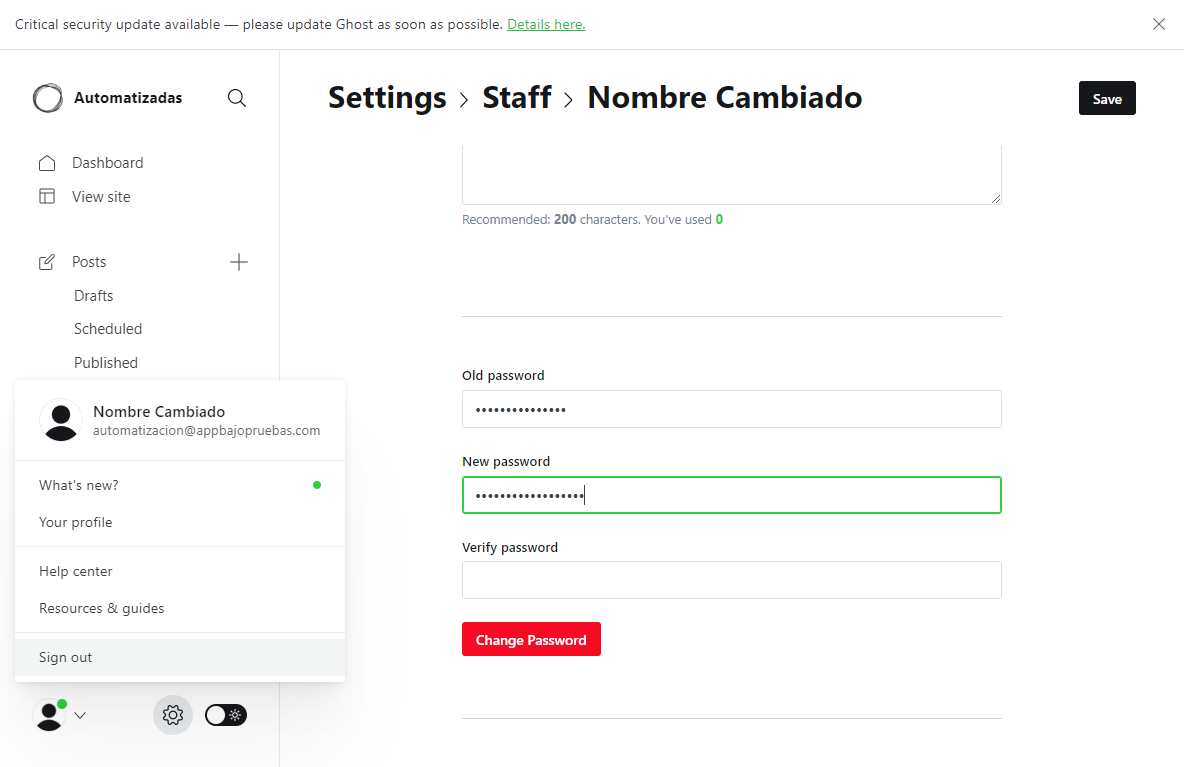 Critical security update available — please update Ghost as soon as possible. Details here.
Automatizadas
Settings > Staff > Nombre Cambiado
Save
Dashboard
View site
Recommended: 200 characters. You've used 0
Posts
Drafts
Scheduled
Published
Old password
•••••••••••••••
New password
••••••••••••••••••
Verify password
Change Password
Nombre Cambiado
automatizacion@appbajopruebas.com
What's new?
Your profile
Help center
Resources & guides
Sign out